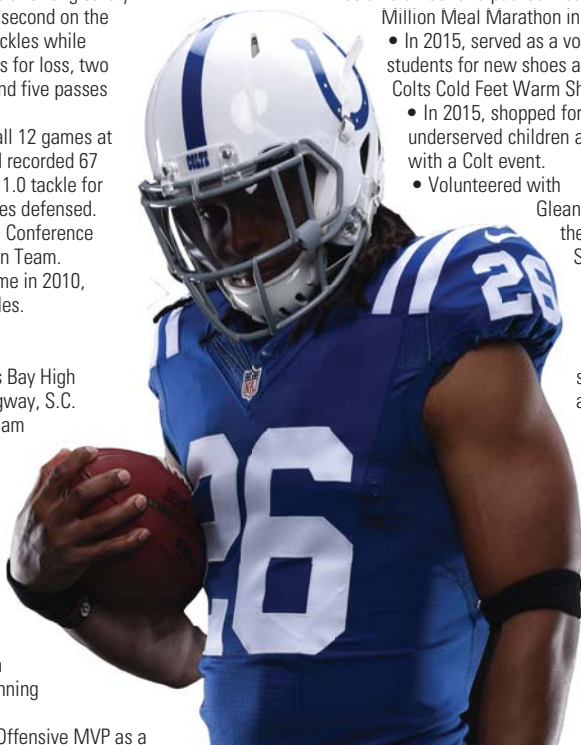 second on the
ckles while
s for loss, two
nd five passes
all 12 games at
recorded 67
1.0 tackle for
es defensed.
Conference
n Team.
me in 2010,
les.
s Bay High
gway, S.C.
am
nning
Offensive MVP as a
Million Meal Marathon in
• In 2015, served as a vo
students for new shoes a
Colts Cold Feet Warm Sh
• In 2015, shopped for
underserved children a
with a Colt event.
• Volunteered with
Glean
the
S
s
a
COLTS
26
NFL
26